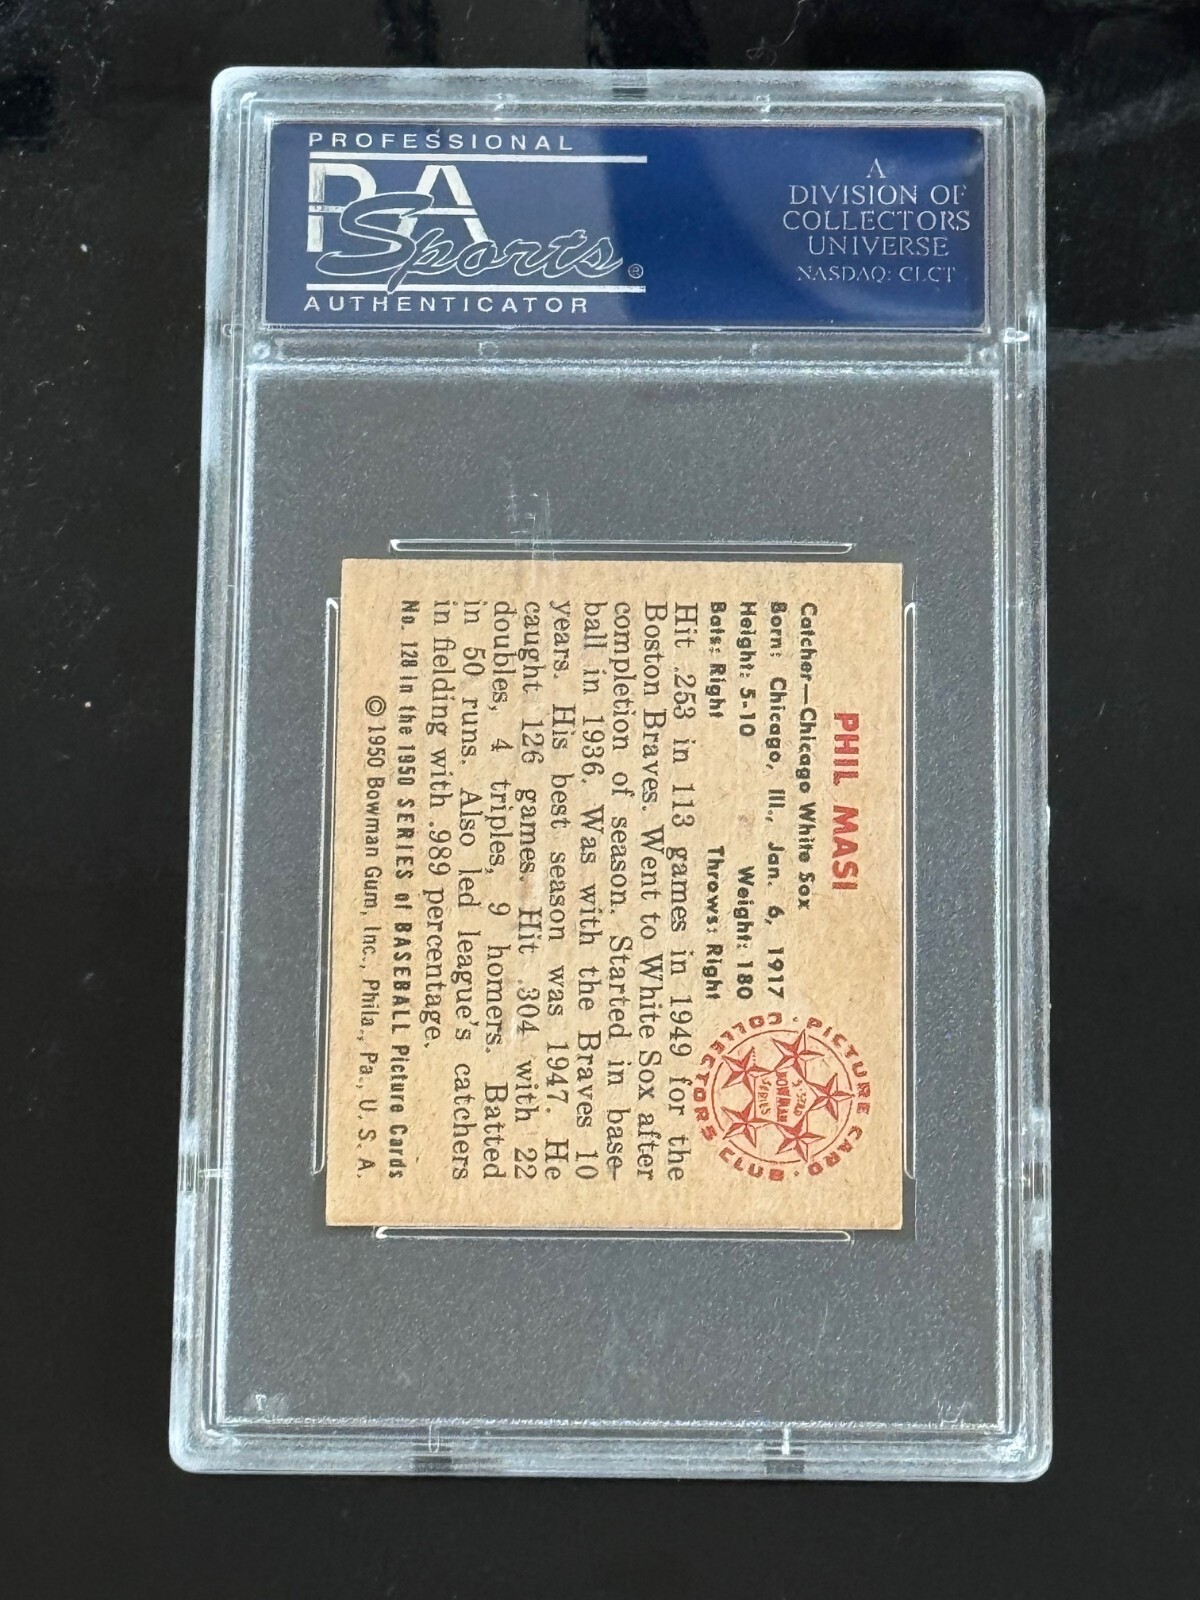 PROFESSIONAL
PSA
Sports®
AUTHENTICATOR
A
DIVISION OF
COLLECTORS
UNIVERSE
NASDAQ: CLCT
PHIL MASI
Catcher—Chicago White Sox
Born: Chicago, Ill., Jan. 6, 1917
Height: 5-10 Weight: 180
Bats: Right Throws: Right
Hit .253 in 113 games in 1949 for the
Boston Braves. Went to White Sox after
completion of season. Started in base-
ball in 1936. Was with the Braves 10
years. His best season was 1947. He
caught 126 games. Hit .304 with 22
doubles, 4 triples, 9 homers. Batted
in 50 runs. Also led league's catchers
in fielding with .989 percentage.
No. 128 in the 1950 SERIES of BASEBALL Picture Cards
© 1950 Bowman Gum, Inc., Phila., Pa., U. S. A.
PICTURE CARD COLLECTORS CLUB
5-STAR
BOWMAN
SERIES